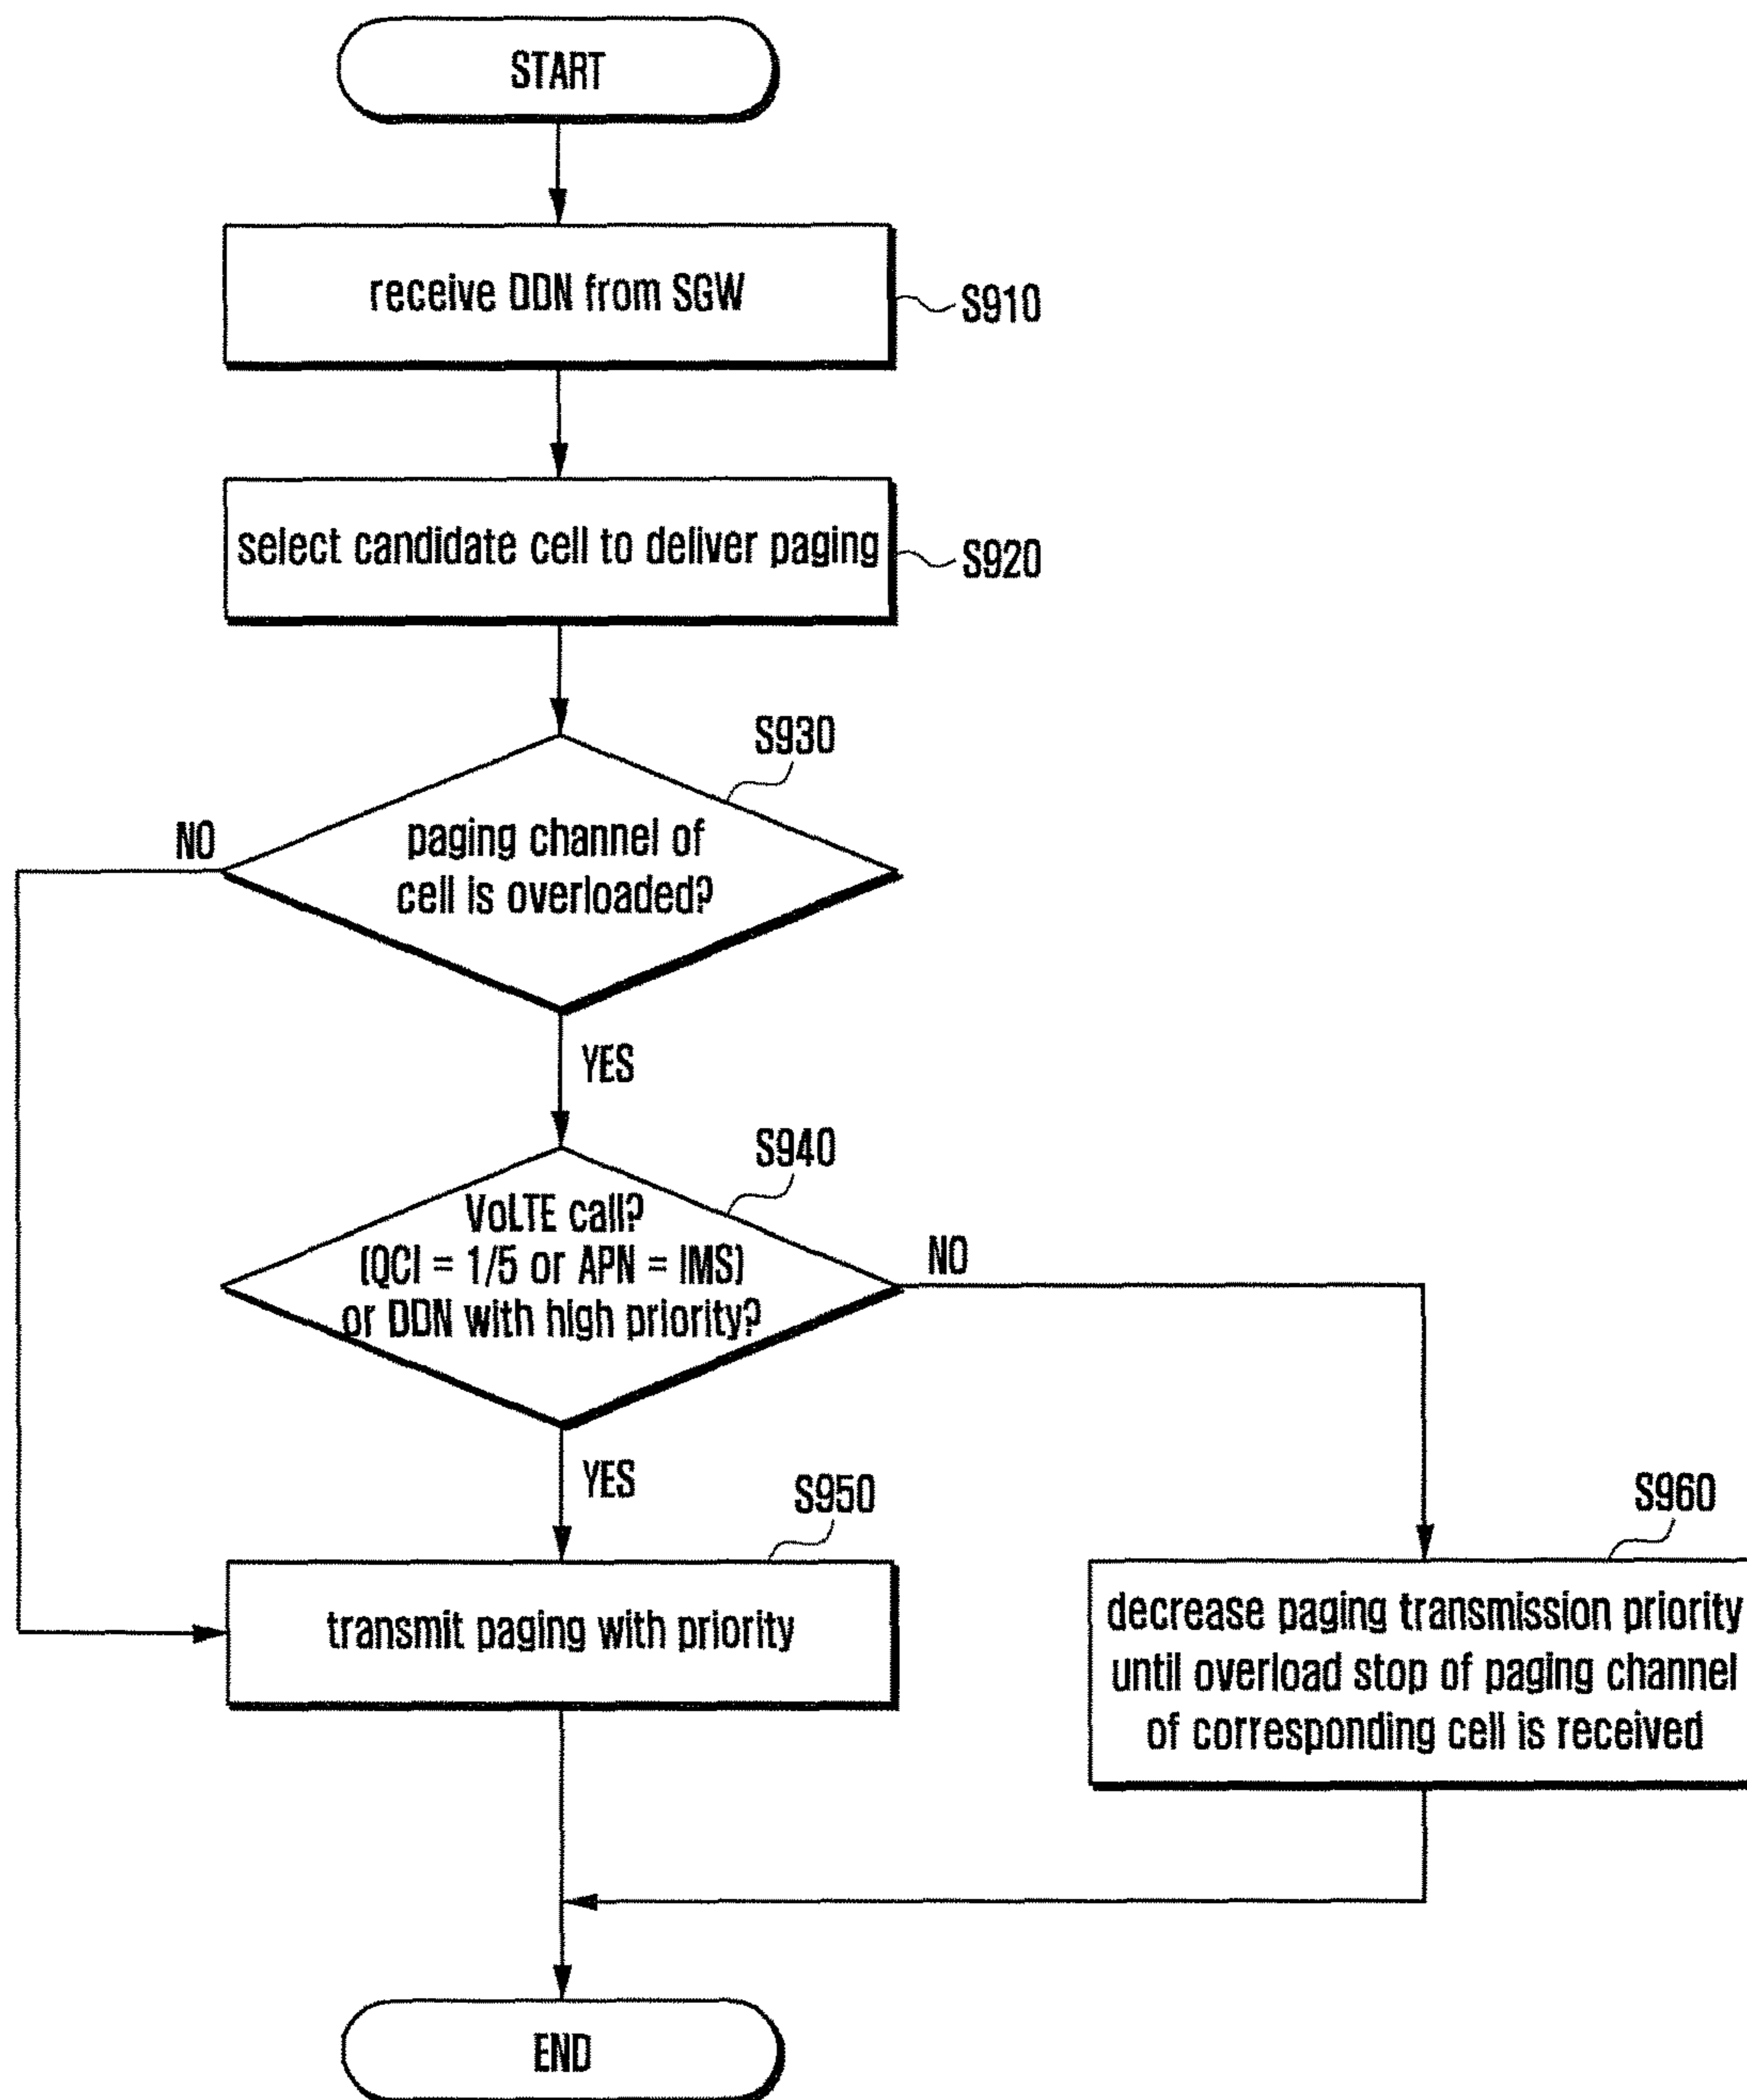 START
receive DDN from SGW
S910
select candidate cell to deliver paging
S920
S930
paging channel of
cell is overloaded?
NO
YES
S940
VoLTE call?
(QCI = 1/5 or APN = IMS)
or DDN with high priority?
NO
YES
S950
transmit paging with priority
S960
decrease paging transmission priority
until overload stop of paging channel
of corresponding cell is received
END